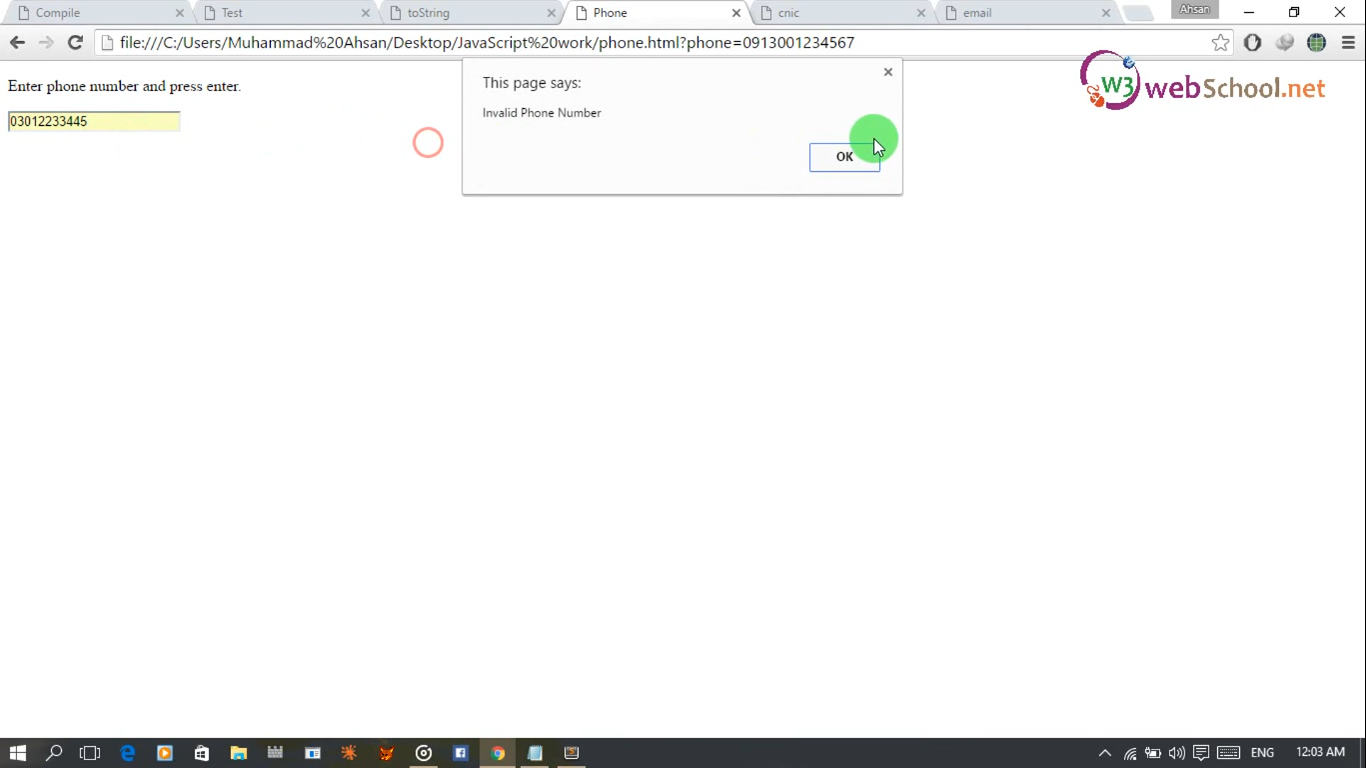 Compile
Test
toString
Phone
cnic
email
Ahsan
file:///C:/Users/Muhammad%20Ahsan/Desktop/JavaScript%20work/phone.html?phone=0913001234567
W3 webSchool.net
Enter phone number and press enter.
03012233445
This page says:
Invalid Phone Number
OK
ENG
12:03 AM